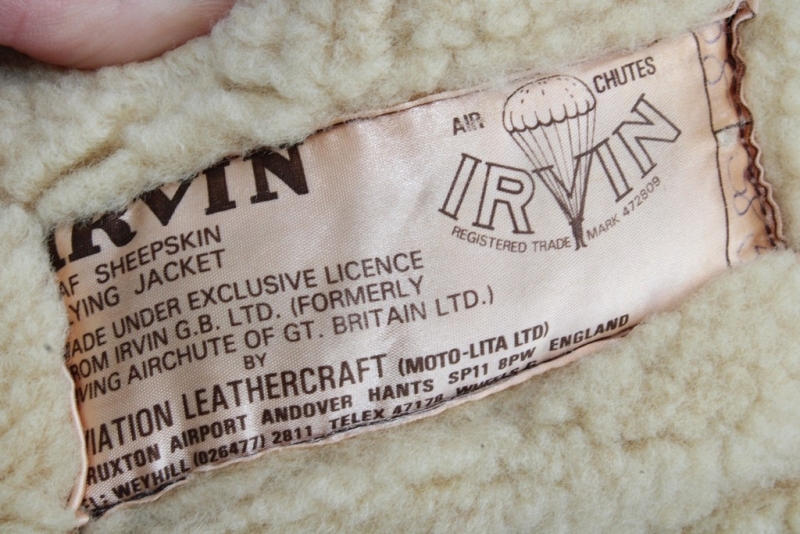 IRVIN
AF SHEEPSKIN
YING JACKET
MADE UNDER EXCLUSIVE LICENCE
FROM IRVIN G.B. LTD. (FORMERLY
VING AIRCHUTE OF GT. BRITAIN LTD.)
BY
VIATION LEATHERCRAFT (MOTO-LITA LTD)
RUXTON AIRPORT ANDOVER HANTS SP11 8PW ENGLAND
WEYHILL (026477) 2811 TELEX 47178
AIR CHUTES
IRVIN
REGISTERED TRADE MARK 472809